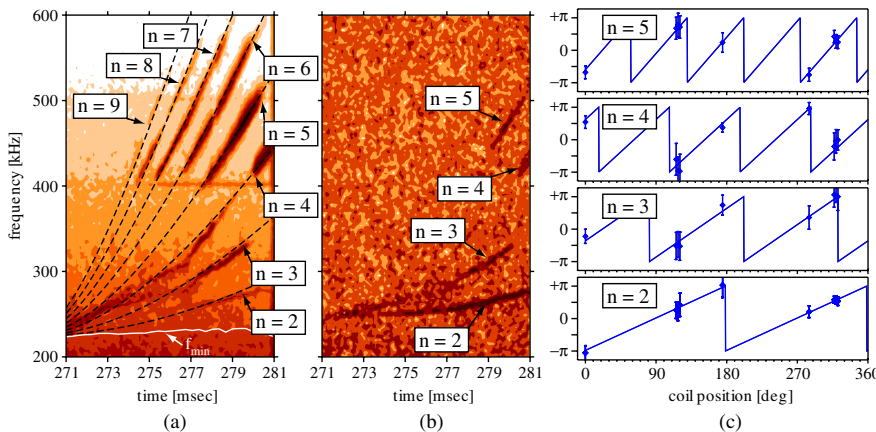 600
500
400
300
200
frequency [kHz]
n = 7
n = 8
n = 9
n = 6
n = 5
n = 4
n = 3
n = 2
f_min
271 273 275 277 279 281
time [msec]
(a)
n = 5
n = 4
n = 3
n = 2
271 273 275 277 279 281
time [msec]
(b)
+π
0
−π
n = 5
+π
0
−π
n = 4
+π
0
−π
n = 3
+π
0
−π
n = 2
0 90 180 270 360
coil position [deg]
(c)